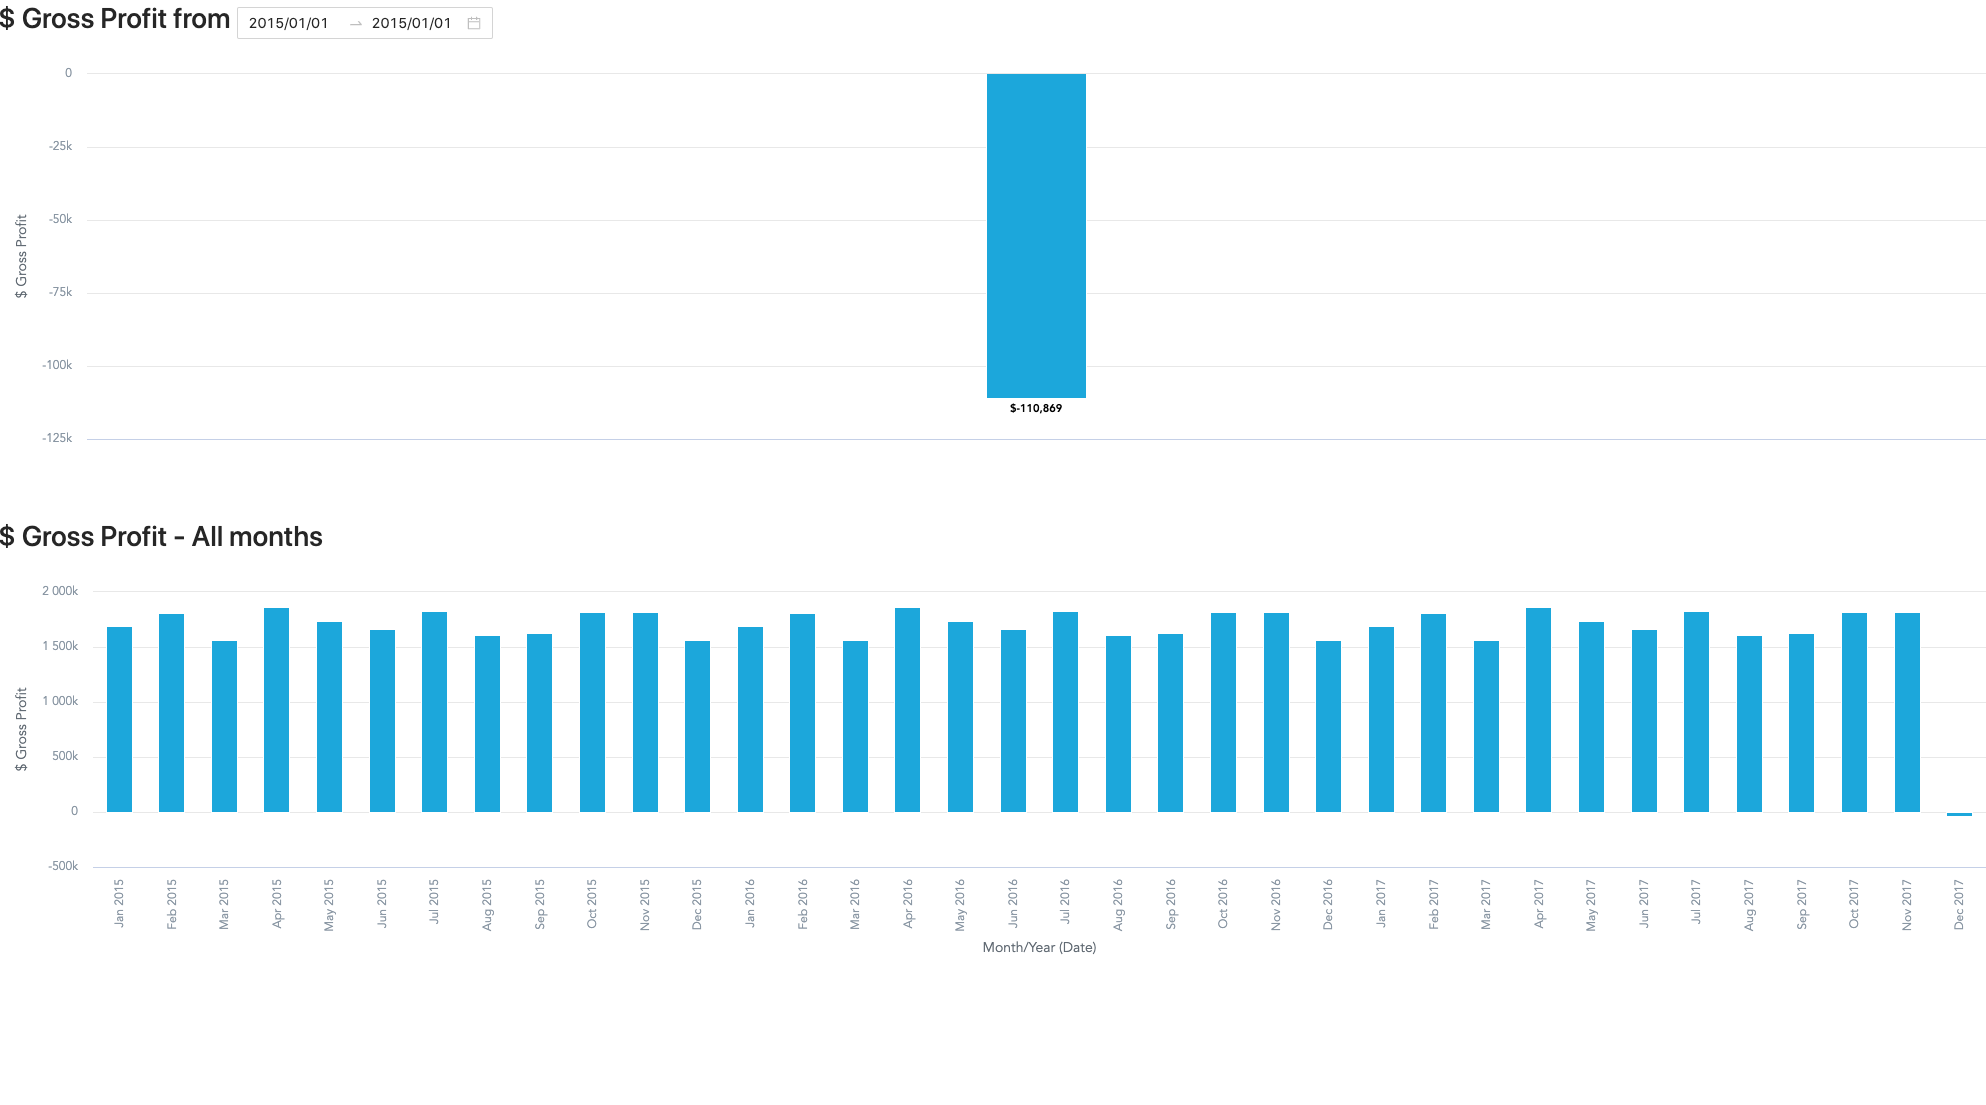 $ Gross Profit from 2015/01/01 → 2015/01/01
0
-25k
-50k
-75k
-100k
-125k
$ Gross Profit
$-110,869
$ Gross Profit - All months
2 000k
1 500k
1 000k
500k
0
-500k
$ Gross Profit
Jan 2015
Feb 2015
Mar 2015
Apr 2015
May 2015
Jun 2015
Jul 2015
Aug 2015
Sep 2015
Oct 2015
Nov 2015
Dec 2015
Jan 2016
Feb 2016
Mar 2016
Apr 2016
May 2016
Jun 2016
Jul 2016
Aug 2016
Sep 2016
Oct 2016
Nov 2016
Dec 2016
Jan 2017
Feb 2017
Mar 2017
Apr 2017
May 2017
Jun 2017
Jul 2017
Aug 2017
Sep 2017
Oct 2017
Nov 2017
Dec 2017
Month/Year (Date)